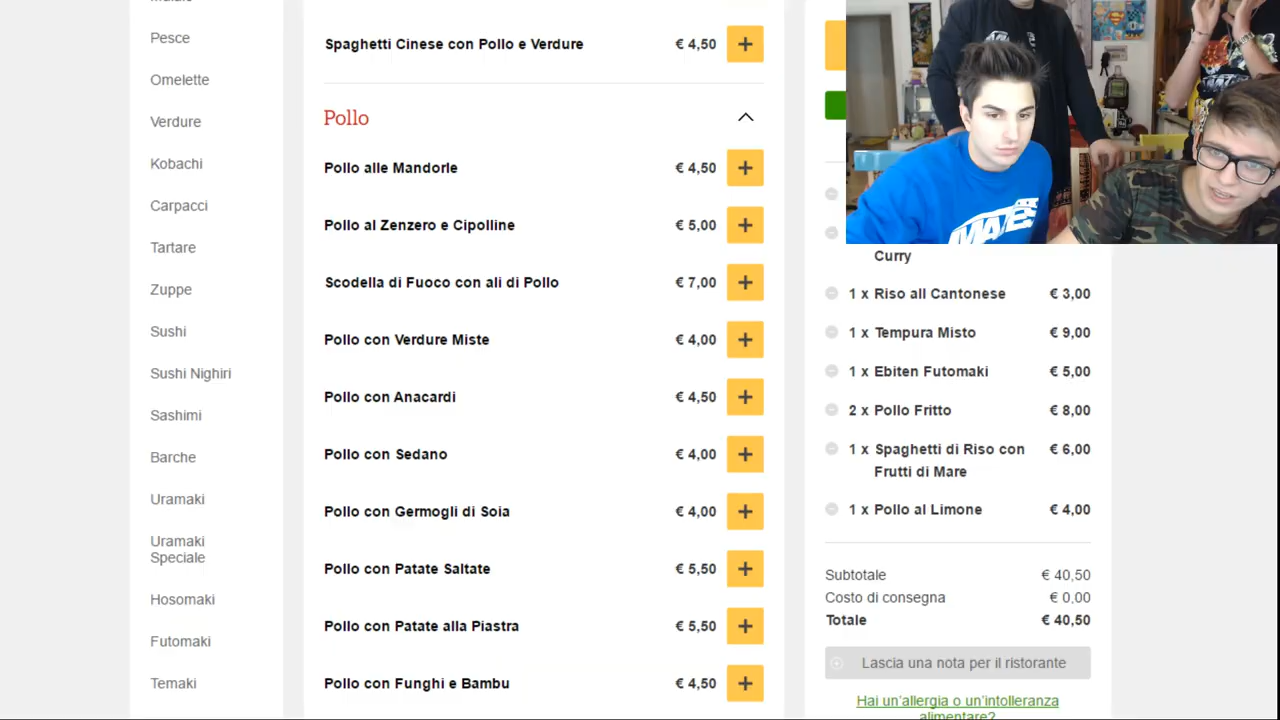 Pesce
Omelette
Verdure
Kobachi
Carpacci
Tartare
Zuppe
Sushi
Sushi Nighiri
Sashimi
Barche
Uramaki
Uramaki
Speciale
Hosomaki
Futomaki
Temaki
Spaghetti Cinese con Pollo e Verdure € 4,50 +
Pollo
Pollo alle Mandorle € 4,50 +
Pollo al Zenzero e Cipolline € 5,00 +
Scodella di Fuoco con ali di Pollo € 7,00 +
Pollo con Verdure Miste € 4,00 +
Pollo con Anacardi € 4,50 +
Pollo con Sedano € 4,00 +
Pollo con Germogli di Soia € 4,00 +
Pollo con Patate Saltate € 5,50 +
Pollo con Patate alla Piastra € 5,50 +
Pollo con Funghi e Bambu € 4,50 +
Curry
1 x Riso all Cantonese € 3,00
1 x Tempura Misto € 9,00
1 x Ebiten Futomaki € 5,00
2 x Pollo Fritto € 8,00
1 x Spaghetti di Riso con € 6,00
Frutti di Mare
1 x Pollo al Limone € 4,00
Subtotale € 40,50
Costo di consegna € 0,00
Totale € 40,50
Lascia una nota per il ristorante
Hai un'allergia o un'intolleranza
alimentare?